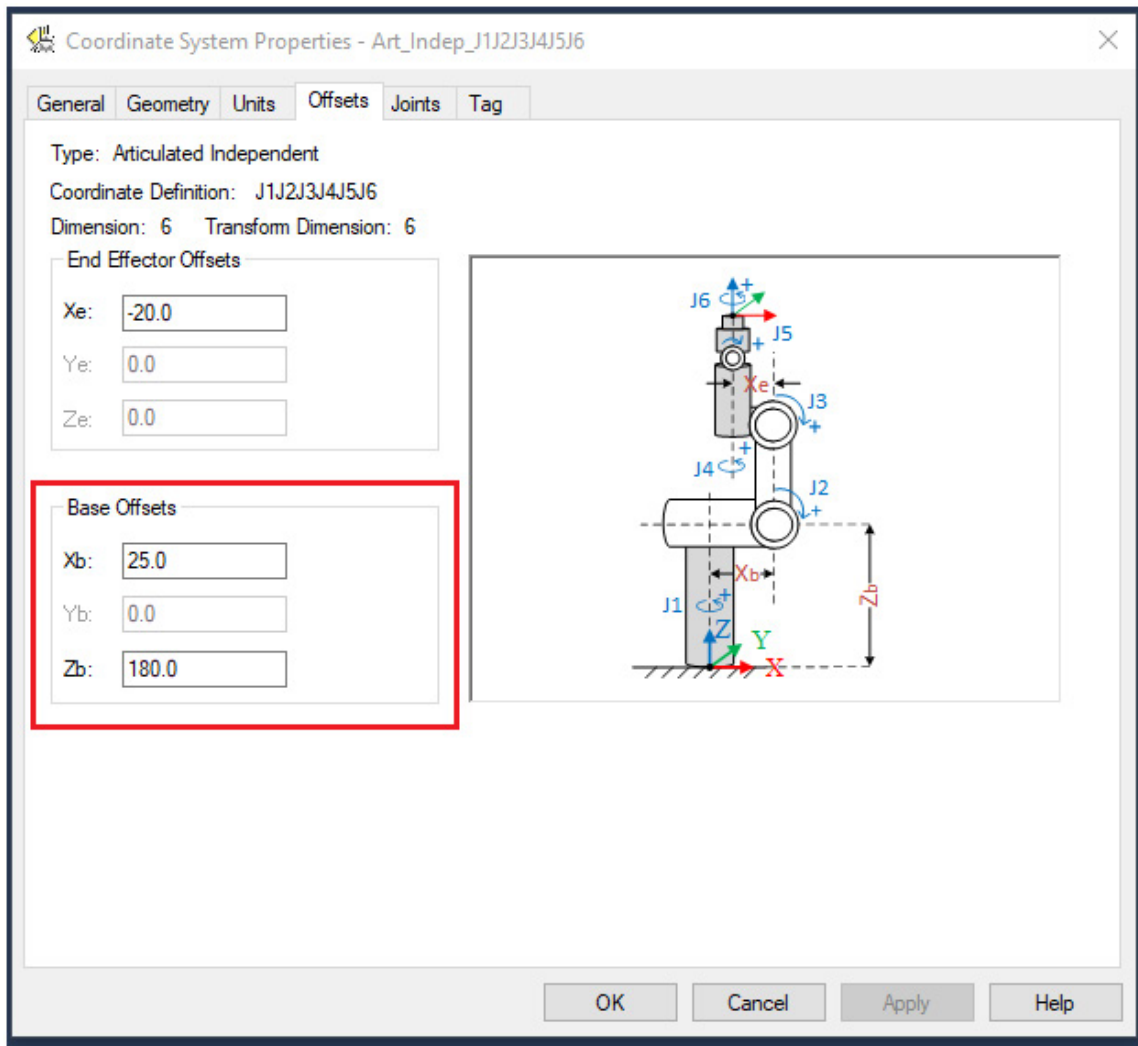 Coordinate System Properties - Art_Indep_J1J2J3J4J5J6
General Geometry Units Offsets Joints Tag
Type: Articulated Independent
Coordinate Definition: J1J2J3J4J5J6
Dimension: 6 Transform Dimension: 6
End Effector Offsets
Xe: -20.0
Ye: 0.0
Ze: 0.0
Base Offsets
Xb: 25.0
Yb: 0.0
Zb: 180.0
J6 +
+ J5
Xe
J3
+
+
J4
J2
+
Xb
Zb
J1 +
Z
Y
X
OK Cancel Apply Help